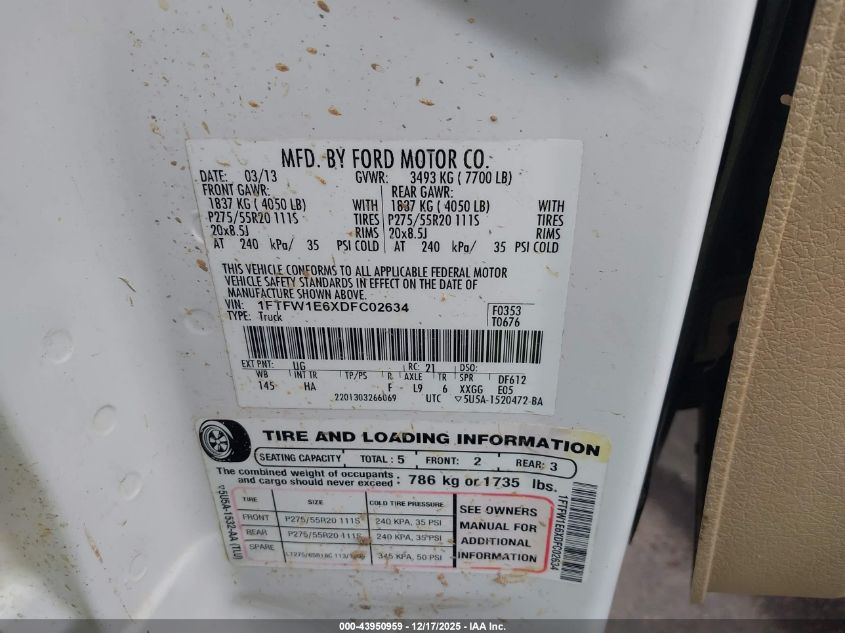 MFD. BY FORD MOTOR CO.
DATE: 03/13 GVWR: 3493 KG ( 7700 LB)
FRONT GAWR: REAR GAWR:
1837 KG ( 4050 LB) WITH 1837 KG ( 4050 LB) WITH
P275/55R20 111S TIRES P275/55R20 111S TIRES
20x8.5J RIMS 20x8.5J RIMS
AT 240 kPa/ 35 PSI COLD AT 240 kPa/ 35 PSI COLD
THIS VEHICLE CONFORMS TO ALL APPLICABLE FEDERAL MOTOR
VEHICLE SAFETY STANDARDS IN EFFECT ON THE DATE OF
MANUFACTURE SHOWN ABOVE.
VIN: 1FTFW1E6XDFC02634 F0353
TYPE: Truck T0676
EXT PNT: UG RC: 21 DSO:
WB INT TR TP/PS R AXLE TR SPR DF612
145 HA F - L9 6 XXGG E05
2201303266069 UTC ▽5U5A-1520472-BA
TIRE AND LOADING INFORMATION
SEATING CAPACITY TOTAL : 5 FRONT: 2 REAR: 3
The combined weight of occupants
and cargo should never exceed : 786 kg or 1735 lbs.
TIRE SIZE COLD TIRE PRESSURE
FRONT P275/55R20 111S 240 KPA, 35 PSI
REAR P275/55R20 111S 240 KPA, 35 PSI
SPARE 345 KPA, 50 PSI
SEE OWNERS
MANUAL FOR
ADDITIONAL
INFORMATION
▽5U5A-1532-AA (TLU)
1FTFW1E6XDFC02634
000-43950959 - 12/17/2025 - IAA Inc.